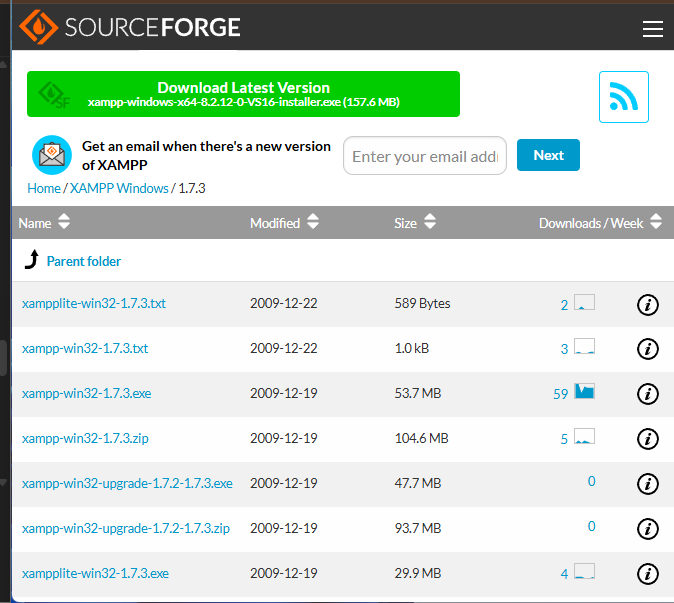 SOURCEFORGE
Download Latest Version
SF
xampp-windows-x64-8.2.12-0-VS16-installer.exe (157.6 MB)
Get an email when there's a new version
of XAMPP
Enter your email add
Next
Home / XAMPP Windows / 1.7.3
Name Modified Size Downloads / Week
Parent folder
xampplite-win32-1.7.3.txt 2009-12-22 589 Bytes 2 i
xampp-win32-1.7.3.txt 2009-12-22 1.0 kB 3 i
xampp-win32-1.7.3.exe 2009-12-19 53.7 MB 59 i
xampp-win32-1.7.3.zip 2009-12-19 104.6 MB 5 i
xampp-win32-upgrade-1.7.2-1.7.3.exe 2009-12-19 47.7 MB 0 i
xampp-win32-upgrade-1.7.2-1.7.3.zip 2009-12-19 93.7 MB 0 i
xampplite-win32-1.7.3.exe 2009-12-19 29.9 MB 4 i